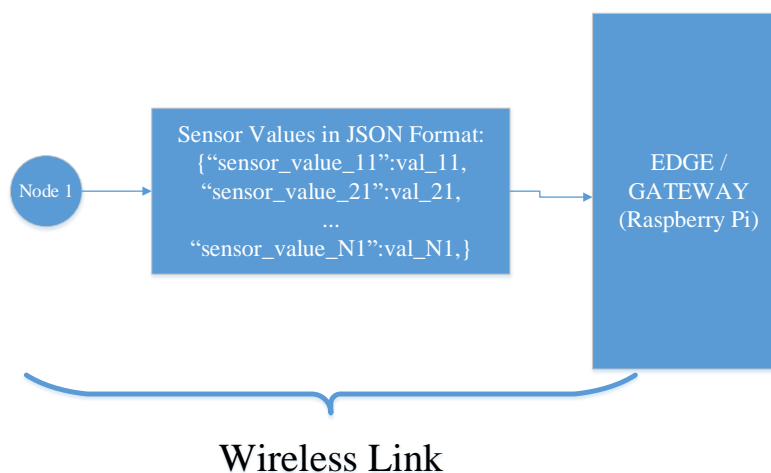 Node 1
Sensor Values in JSON Format:
{“sensor_value_11”:val_11,
“sensor_value_21”:val_21,
...
“sensor_value_N1”:val_N1,}
EDGE /
GATEWAY
(Raspberry Pi)
Wireless Link